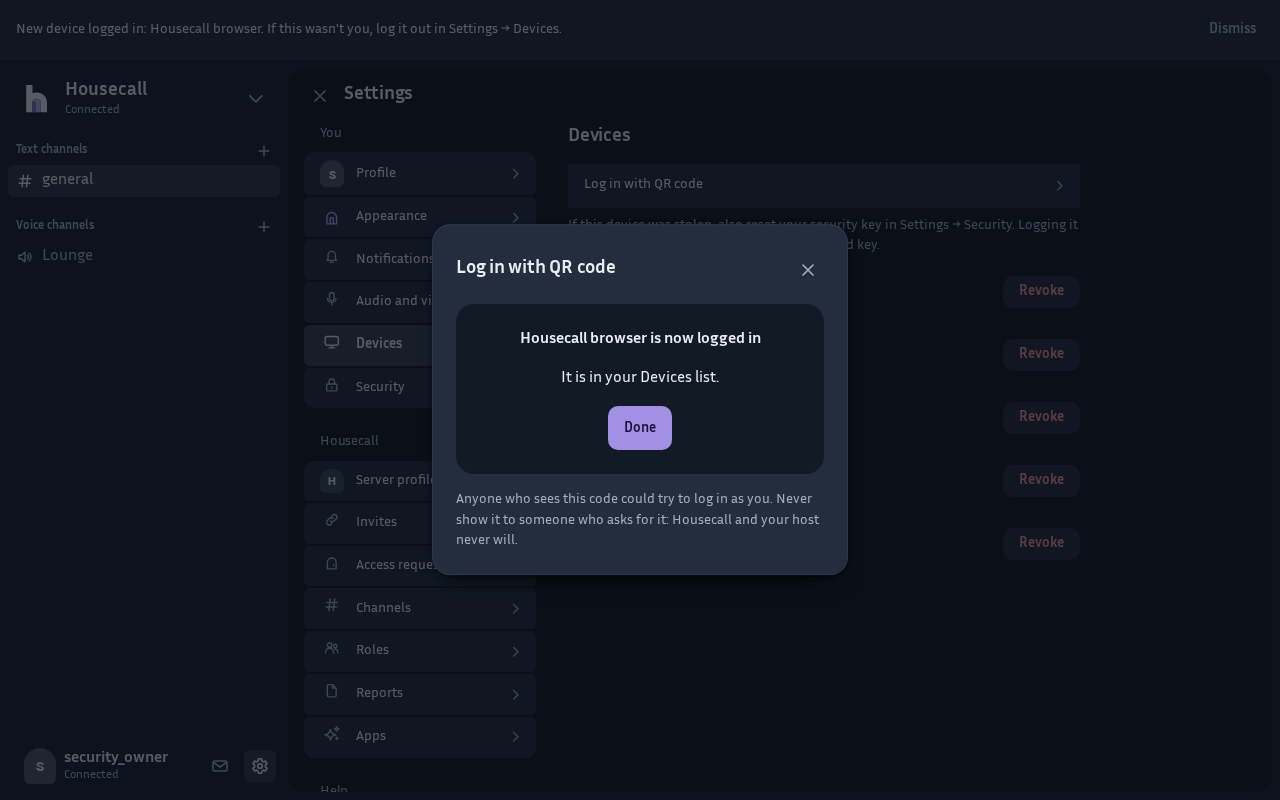 New device logged in: Housecall browser. If this wasn't you, log it out in Settings → Devices.
Dismiss
Housecall
Connected
Text channels
general
Voice channels
Lounge
security_owner
Connected
S
Settings
You
S
Profile
Appearance
Notifications
Audio and vi
Devices
Security
Housecall
H
Server profile
Invites
Access reque
Channels
Roles
Reports
Apps
Help
Devices
Log in with QR code
If this device was stolen, also reset your security key in Settings → Security. Logging it
d key.
Revoke
Revoke
Revoke
Revoke
Revoke
Log in with QR code
Housecall browser is now logged in
It is in your Devices list.
Done
Anyone who sees this code could try to log in as you. Never
show it to someone who asks for it: Housecall and your host
never will.